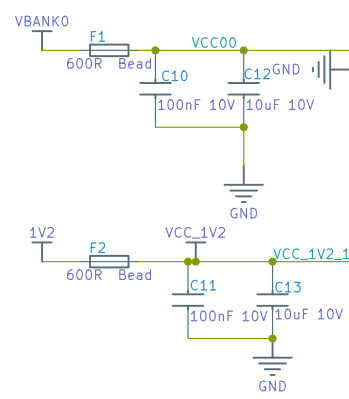 VBANK0
F1
VCC00
600R Bead
C10
C12
GND
100nF 10V
10uF 10V
GND
1V2
VCC_1V2
F2
VCC_1V2_1
600R Bead
C11
C13
100nF 10V
10uF 10V
GND